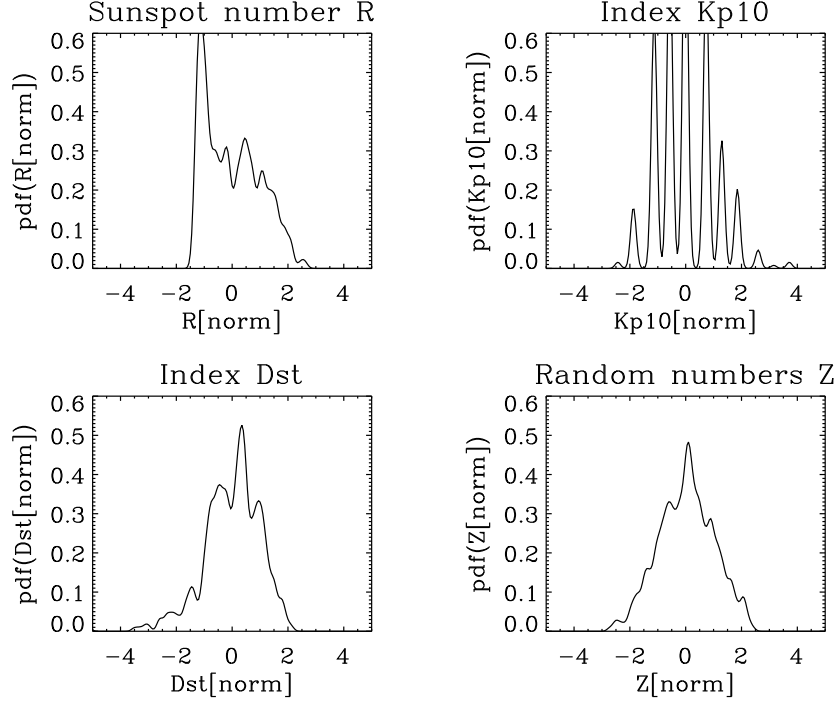 Sunspot number R
pdf(R[norm])
0.6
0.5
0.4
0.3
0.2
0.1
0.0
−4 −2 0 2 4
R[norm]
Index Kp10
pdf(Kp10[norm])
0.6
0.5
0.4
0.3
0.2
0.1
0.0
−4 −2 0 2 4
Kp10[norm]
Index Dst
pdf(Dst[norm])
0.6
0.5
0.4
0.3
0.2
0.1
0.0
−4 −2 0 2 4
Dst[norm]
Random numbers Z
pdf(Z[norm])
0.6
0.5
0.4
0.3
0.2
0.1
0.0
−4 −2 0 2 4
Z[norm]